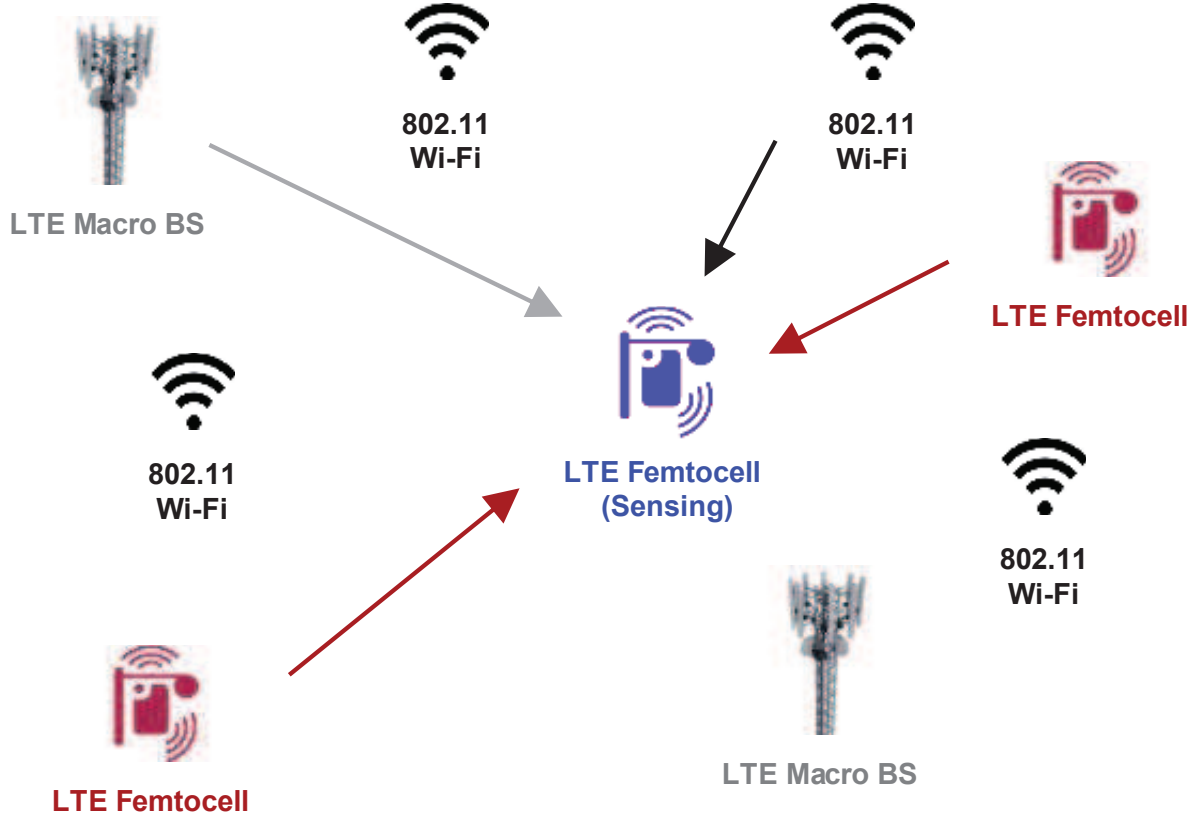 802.11
Wi-Fi
802.11
Wi-Fi
LTE Macro BS
LTE Femtocell
802.11
Wi-Fi
LTE Femtocell
(Sensing)
802.11
Wi-Fi
LTE Macro BS
LTE Femtocell